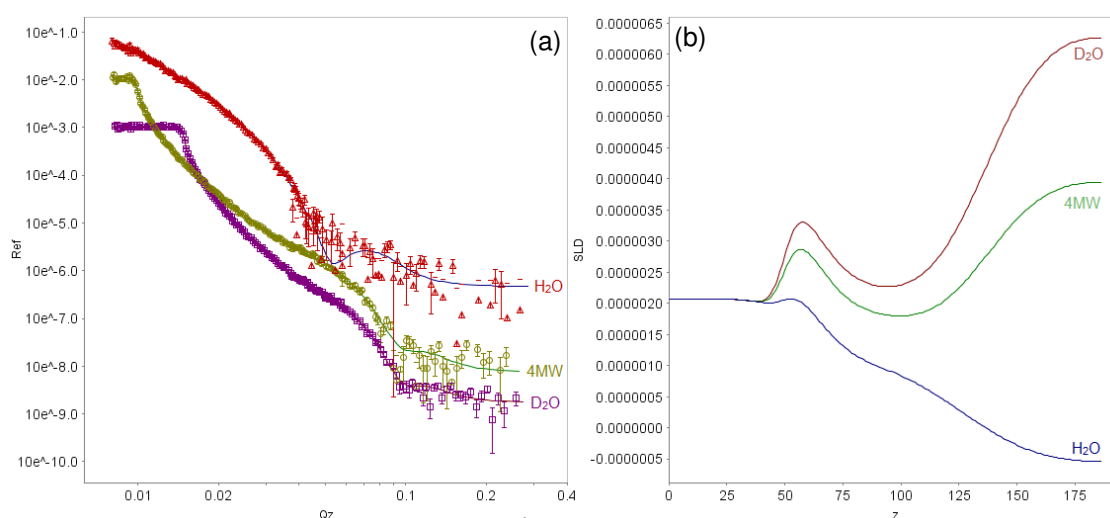 (a)
10e^-1.0
10e^-2.0
10e^-3.0
10e^-4.0
10e^-5.0
10e^-6.0
10e^-7.0
10e^-8.0
10e^-9.0
10e^-10.0
Ref
H₂O
4MW
D₂O
0.01
0.02
0.1
0.2
0.4
Qz
(b)
0.0000065
0.0000060
0.0000055
0.0000050
0.0000045
0.0000040
0.0000035
0.0000030
0.0000025
0.0000020
0.0000015
0.0000010
0.0000005
0.0000000
-0.0000005
SLD
D₂O
4MW
H₂O
0
25
50
75
100
125
150
175
z